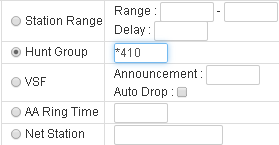 Station Range Range : -
Delay :
Hunt Group *410
VSF Announcement :
Auto Drop :
AA Ring Time
Net Station